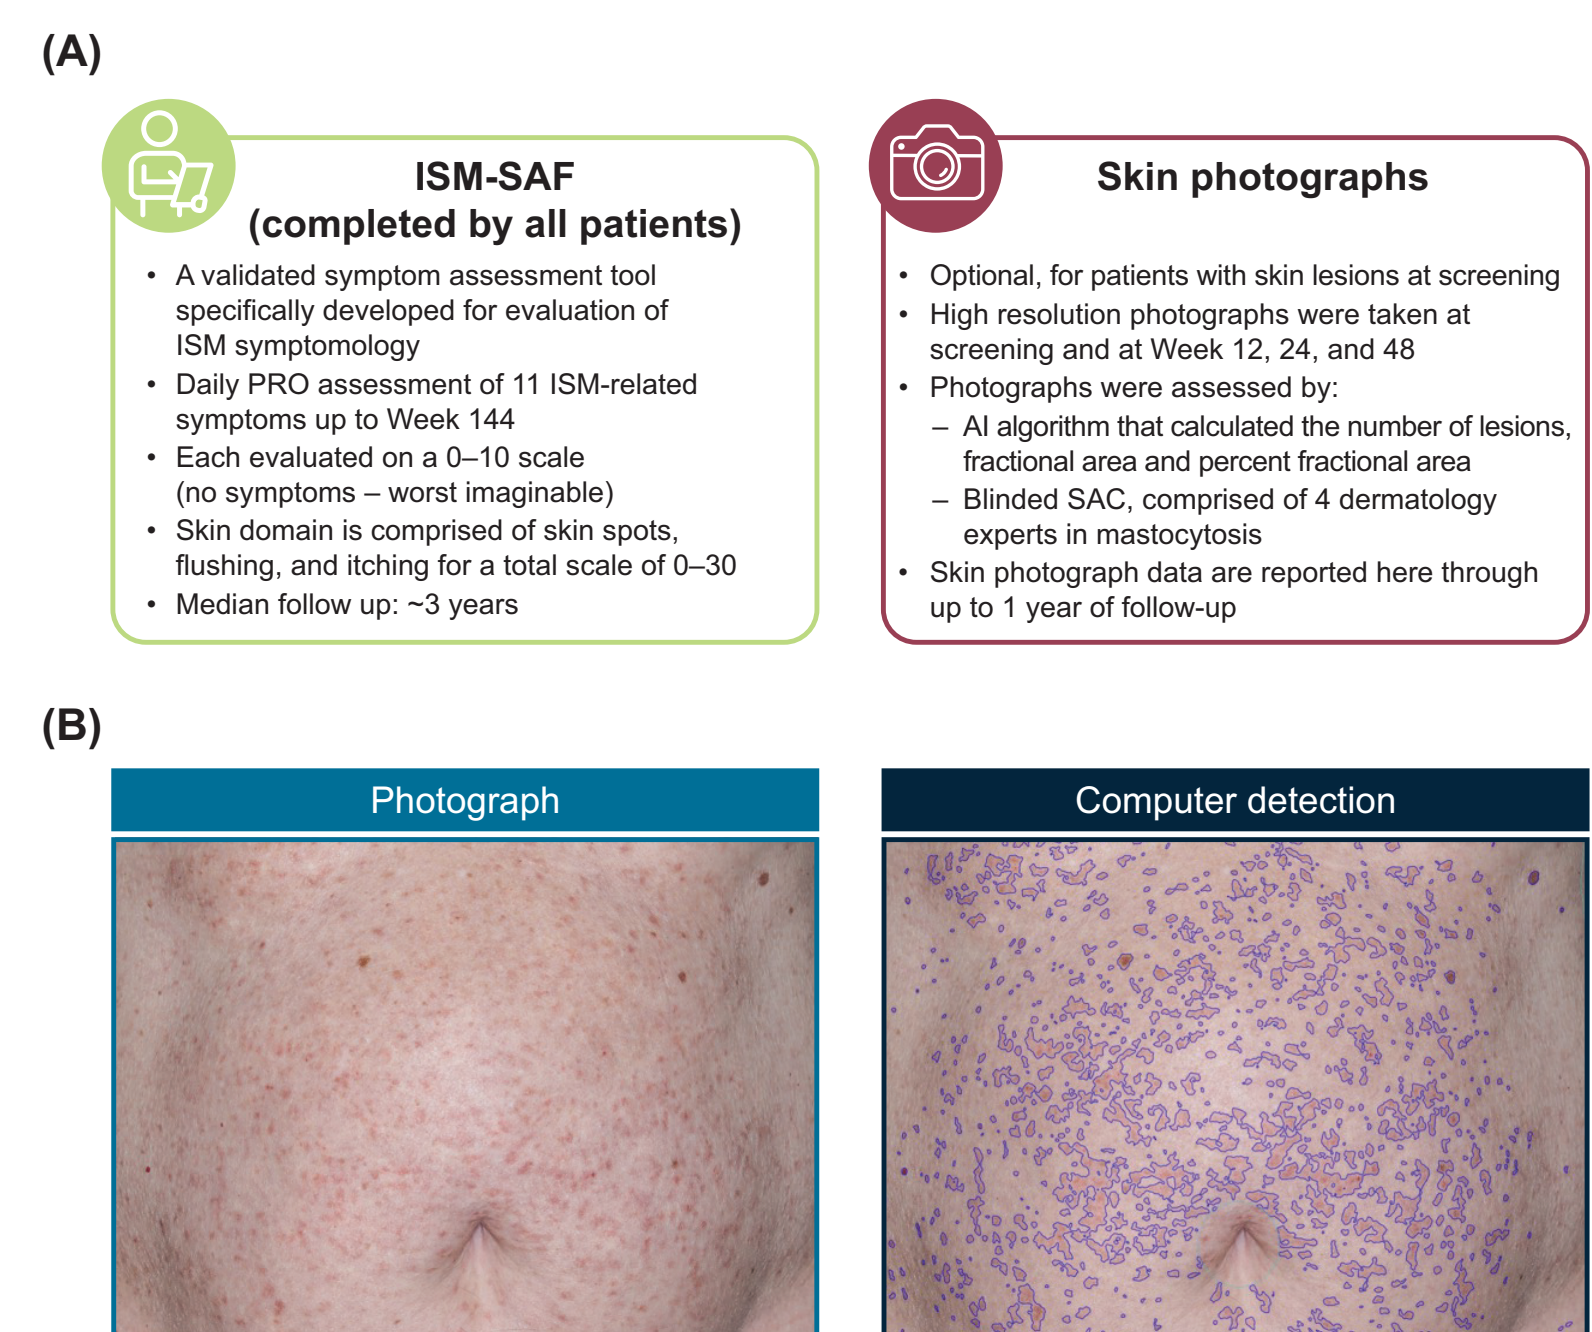 (A)
ISM-SAF
(completed by all patients)
• A validated symptom assessment tool
specifically developed for evaluation of
ISM symptomology
• Daily PRO assessment of 11 ISM-related
symptoms up to Week 144
• Each evaluated on a 0–10 scale
(no symptoms – worst imaginable)
• Skin domain is comprised of skin spots,
flushing, and itching for a total scale of 0–30
• Median follow up: ~3 years
Skin photographs
• Optional, for patients with skin lesions at screening
• High resolution photographs were taken at
screening and at Week 12, 24, and 48
• Photographs were assessed by:
– AI algorithm that calculated the number of lesions,
fractional area and percent fractional area
– Blinded SAC, comprised of 4 dermatology
experts in mastocytosis
• Skin photograph data are reported here through
up to 1 year of follow-up
(B)
Photograph
Computer detection